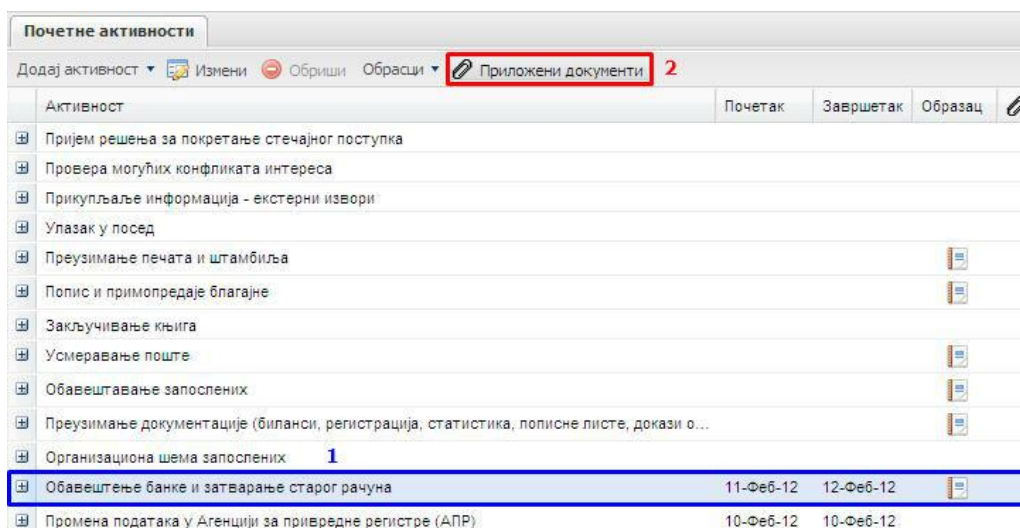 Почетне активности
Додај активност Измени Обриши Обрасци Приложени документи 2
Активност Почетак Завршетак Образац
Пријем решења за покретање стечајног поступка
Провера могућих конфликата интереса
Прикупљаље информација - екстерни извори
Улазак у посед
Преузимање печата и штамбиља
Попис и примопредаје благајне
Закључивање књига
Усмеравање поште
Обавештавање запослених
Преузимање документације (биланси, регистрација, статистика, пописне листе, докази о...
Организациона шема запослених 1
Обавештење банке и затварање старог рачуна 11-Феб-12 12-Феб-12
Промена података у Агенцији за привредне регистре (АПР) 10-Феб-12 10-Феб-12